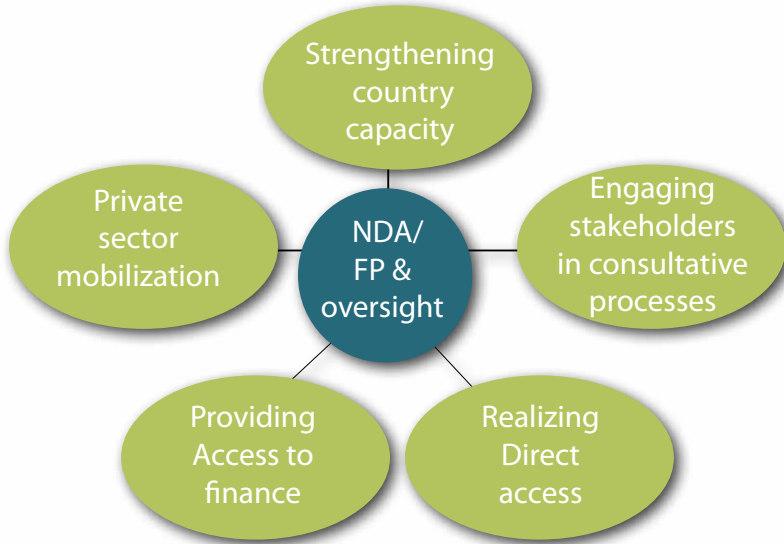 Strengthening
country
capacity
Private
sector
mobilization
NDA/
FP &
oversight
Engaging
stakeholders
in consultative
processes
Providing
Access to
finance
Realizing
Direct
access